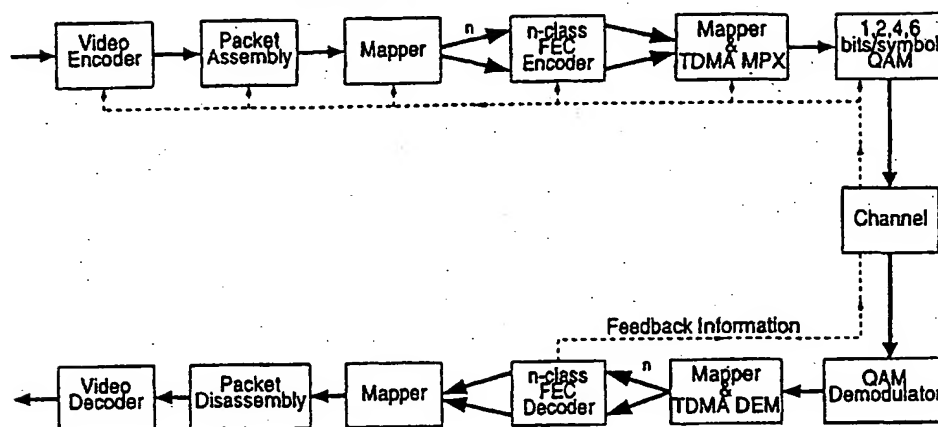 Video
Encoder
Packet
Assembly
Mapper
n
n-class
FEC
Encoder
Mapper
&
TDMA MPX
1,2,4,6
bits/symbol
QAM
Channel
Feedback Information
Video
Decoder
Packet
Disassembly
Mapper
n-class
FEC
Decoder
n
Mapper
&
TDMA DEM
QAM
Demodulator